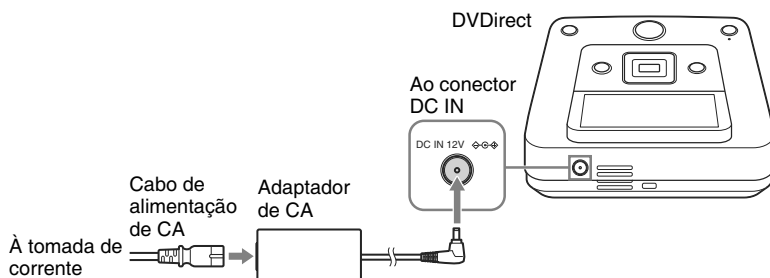 DVDirect
Ao conector
DC IN
DC IN 12V
Cabo de
alimentação
de CA
Adaptador
de CA
À tomada de
corrente